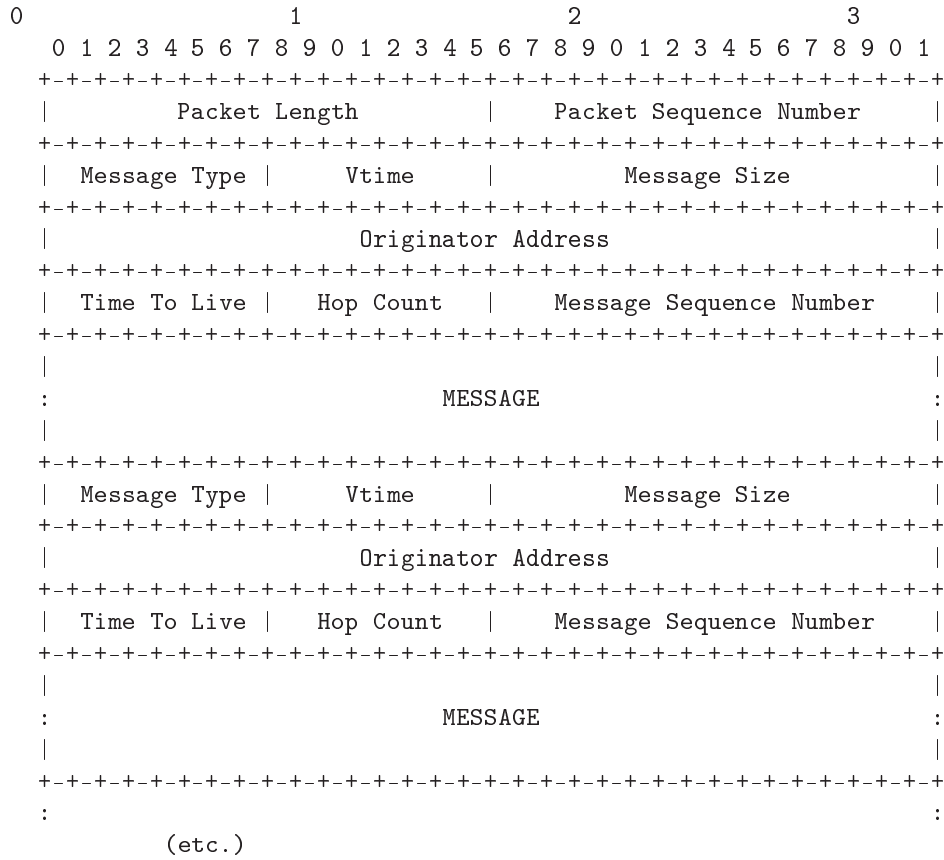 0                   1                   2                   3
 0 1 2 3 4 5 6 7 8 9 0 1 2 3 4 5 6 7 8 9 0 1 2 3 4 5 6 7 8 9 0 1
+-+-+-+-+-+-+-+-+-+-+-+-+-+-+-+-+-+-+-+-+-+-+-+-+-+-+-+-+-+-+-+-+
|         Packet Length         |    Packet Sequence Number     |
+-+-+-+-+-+-+-+-+-+-+-+-+-+-+-+-+-+-+-+-+-+-+-+-+-+-+-+-+-+-+-+-+
|  Message Type |     Vtime     |         Message Size          |
+-+-+-+-+-+-+-+-+-+-+-+-+-+-+-+-+-+-+-+-+-+-+-+-+-+-+-+-+-+-+-+-+
|                      Originator Address                       |
+-+-+-+-+-+-+-+-+-+-+-+-+-+-+-+-+-+-+-+-+-+-+-+-+-+-+-+-+-+-+-+-+
|  Time To Live |   Hop Count   |    Message Sequence Number    |
+-+-+-+-+-+-+-+-+-+-+-+-+-+-+-+-+-+-+-+-+-+-+-+-+-+-+-+-+-+-+-+-+
|                                                               |
:                            MESSAGE                            :
|                                                               |
+-+-+-+-+-+-+-+-+-+-+-+-+-+-+-+-+-+-+-+-+-+-+-+-+-+-+-+-+-+-+-+-+
|  Message Type |     Vtime     |         Message Size          |
+-+-+-+-+-+-+-+-+-+-+-+-+-+-+-+-+-+-+-+-+-+-+-+-+-+-+-+-+-+-+-+-+
|                      Originator Address                       |
+-+-+-+-+-+-+-+-+-+-+-+-+-+-+-+-+-+-+-+-+-+-+-+-+-+-+-+-+-+-+-+-+
|  Time To Live |   Hop Count   |    Message Sequence Number    |
+-+-+-+-+-+-+-+-+-+-+-+-+-+-+-+-+-+-+-+-+-+-+-+-+-+-+-+-+-+-+-+-+
|                                                               |
:                            MESSAGE                            :
|                                                               |
+-+-+-+-+-+-+-+-+-+-+-+-+-+-+-+-+-+-+-+-+-+-+-+-+-+-+-+-+-+-+-+-+
:                                                               :
         (etc.)